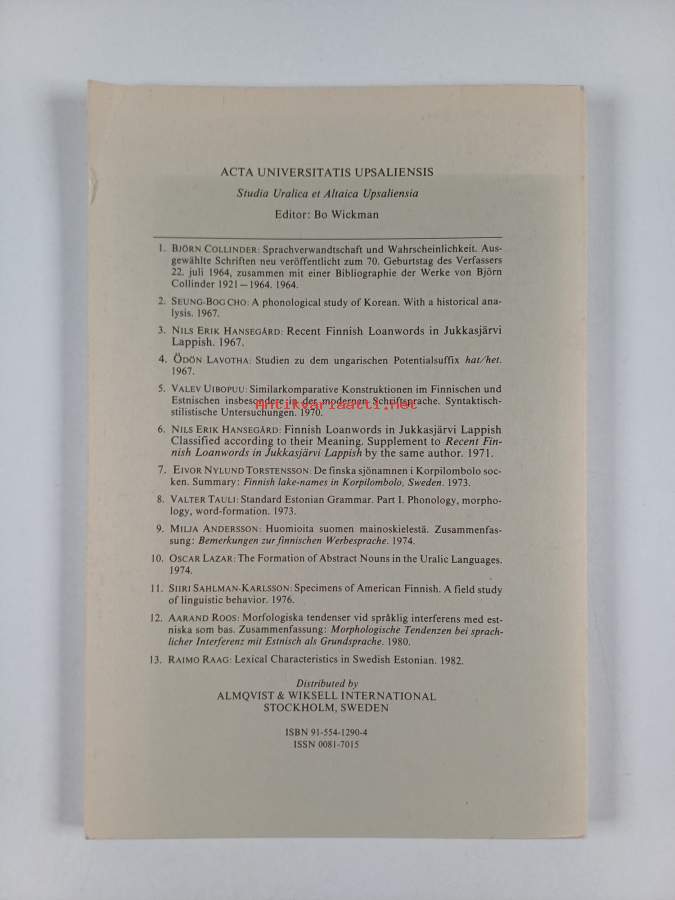 ACTA UNIVERSITATIS UPSALIENSIS
Studia Uralica et Altaica Upsaliensia
Editor: Bo Wickman
1. BJÖRN COLLINDER: Sprachverwandtschaft und Wahrscheinlichkeit. Aus-
gewählte Schriften neu veröffentlicht zum 70. Geburtstag des Verfassers
22. juli 1964, zusammen mit einer Bibliographie der Werke von Björn
Collinder 1921—1964. 1964.
2. SEUNG-BOG CHO: A phonological study of Korean. With a historical ana-
lysis. 1967.
3. NILS ERIK HANSEGÅRD: Recent Finnish Loanwords in Jukkasjärvi
Lappish. 1967.
4. ÖDÖN LAVOTHA: Studien zu dem ungarischen Potentialsuffix hat/het.
1967.
5. VALEV UIBOPUU: Similarkomparative Konstruktionen im Finnischen und
Estnischen insbesondere in der modernen Schriftsprache. Syntaktisch-
stilistische Untersuchungen. 1970.
Antikvariaatti.net
6. NILS ERIK HANSEGÅRD: Finnish Loanwords in Jukkasjärvi Lappish
Classified according to their Meaning. Supplement to Recent Fin-
nish Loanwords in Jukkasjärvi Lappish by the same author. 1971.
7. EIVOR NYLUND TORSTENSSON: De finska sjönamnen i Korpilombolo soc-
ken. Summary: Finnish lake-names in Korpilombolo, Sweden. 1973.
8. VALTER TAULI: Standard Estonian Grammar. Part I. Phonology, morpho-
logy, word-formation. 1973.
9. MILJA ANDERSSON: Huomioita suomen mainoskielestä. Zusammenfas-
sung: Bemerkungen zur finnischen Werbesprache. 1974.
10. OSCAR LAZAR: The Formation of Abstract Nouns in the Uralic Languages.
1974.
11. SIIRI SAHLMAN-KARLSSON: Specimens of American Finnish. A field study
of linguistic behavior. 1976.
12. AARAND ROOS: Morfologiska tendenser vid språklig interferens med est-
niska som bas. Zusammenfassung: Morphologische Tendenzen bei sprach-
licher Interferenz mit Estnisch als Grundsprache. 1980.
13. RAIMO RAAG: Lexical Characteristics in Swedish Estonian. 1982.
Distributed by
ALMQVIST & WIKSELL INTERNATIONAL
STOCKHOLM, SWEDEN
ISBN 91-554-1290-4
ISSN 0081-7015